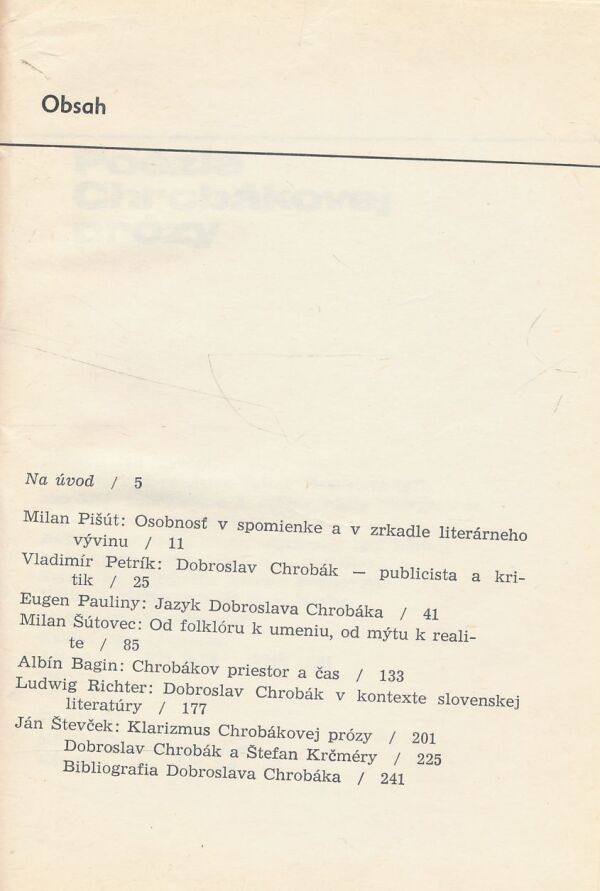 Obsah
Poézia
Chrobákovej
prózy
Na úvod / 5
Milan Pišút: Osobnosť v spomienke a v zrkadle literárneho
vývinu / 11
Vladimír Petrík: Dobroslav Chrobák — publicista a kri-
tik / 25
Eugen Pauliny: Jazyk Dobroslava Chrobáka / 41
Milan Šútovec: Od folklóru k umeniu, od mýtu k reali-
te / 85
Albín Bagin: Chrobákov priestor a čas / 133
Ludwig Richter: Dobroslav Chrobák v kontexte slovenskej
literatúry / 177
Ján Števček: Klarizmus Chrobákovej prózy / 201
Dobroslav Chrobák a Štefan Krčméry / 225
Bibliografia Dobroslava Chrobáka / 241